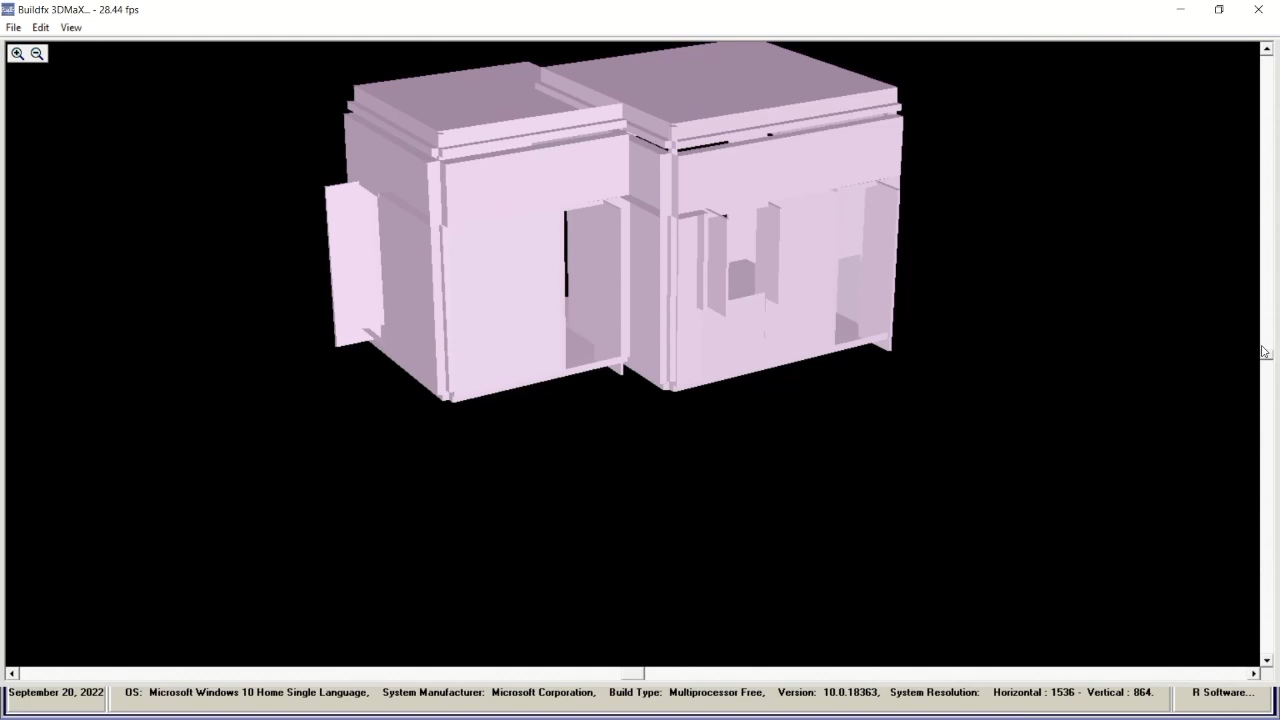 Buildfx 3DMaX... - 28.44 fps
File Edit View
September 20, 2022 OS: Microsoft Windows 10 Home Single Language, System Manufacturer: Microsoft Corporation, Build Type: Multiprocessor Free, Version: 10.0.18363, System Resolution: Horizontal : 1536 - Vertical : 864. R Software...